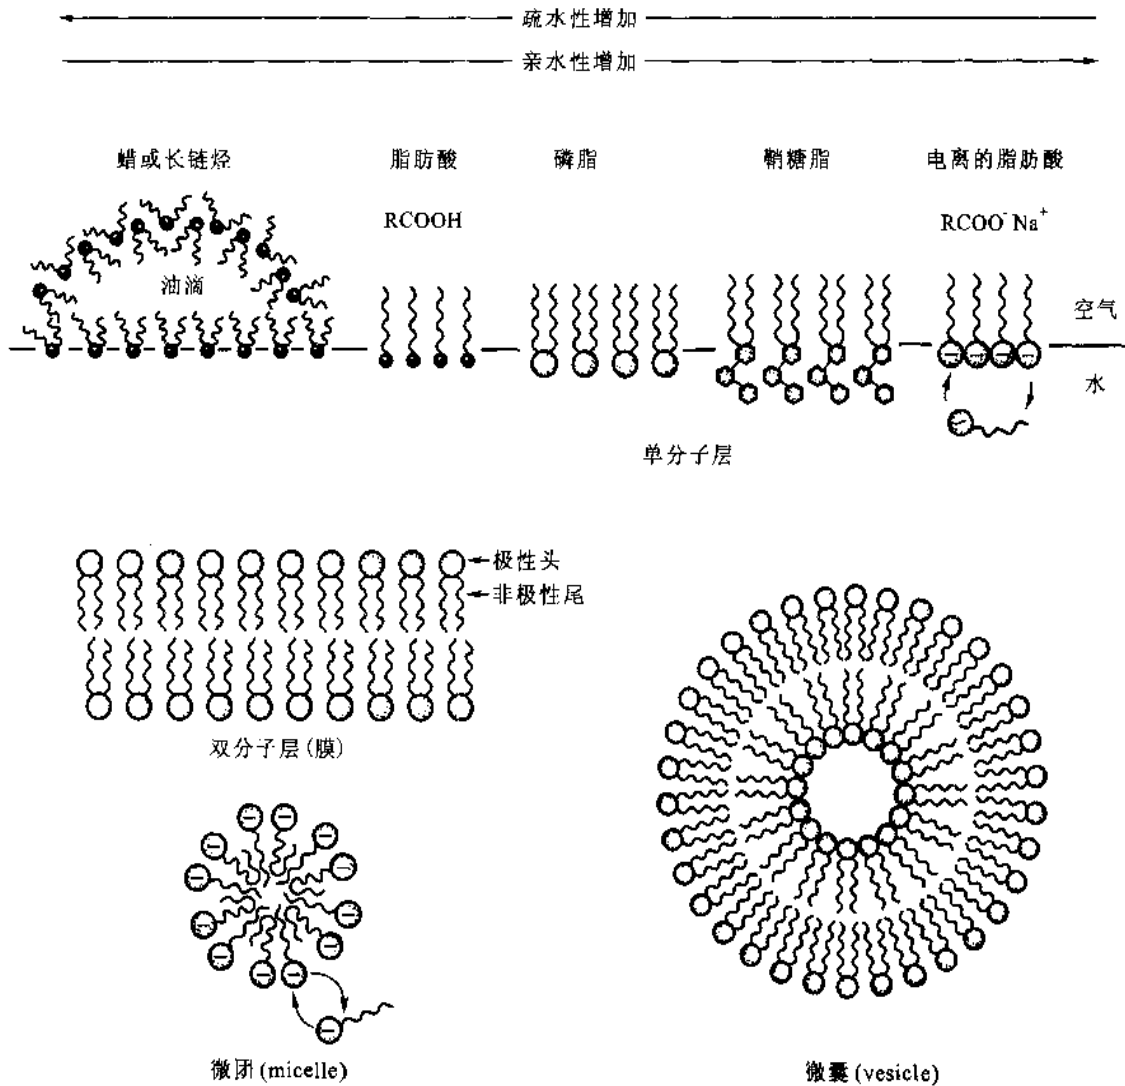 疏水性增加
亲水性增加
蜡或长链烃
脂肪酸
磷脂
鞘糖脂
电离的脂肪酸
RCOOH
RCOO⁻Na⁺
油滴
空气
水
单分子层
极性头
非极性尾
双分子层(膜)
微团(micelle)
微囊(vesicle)